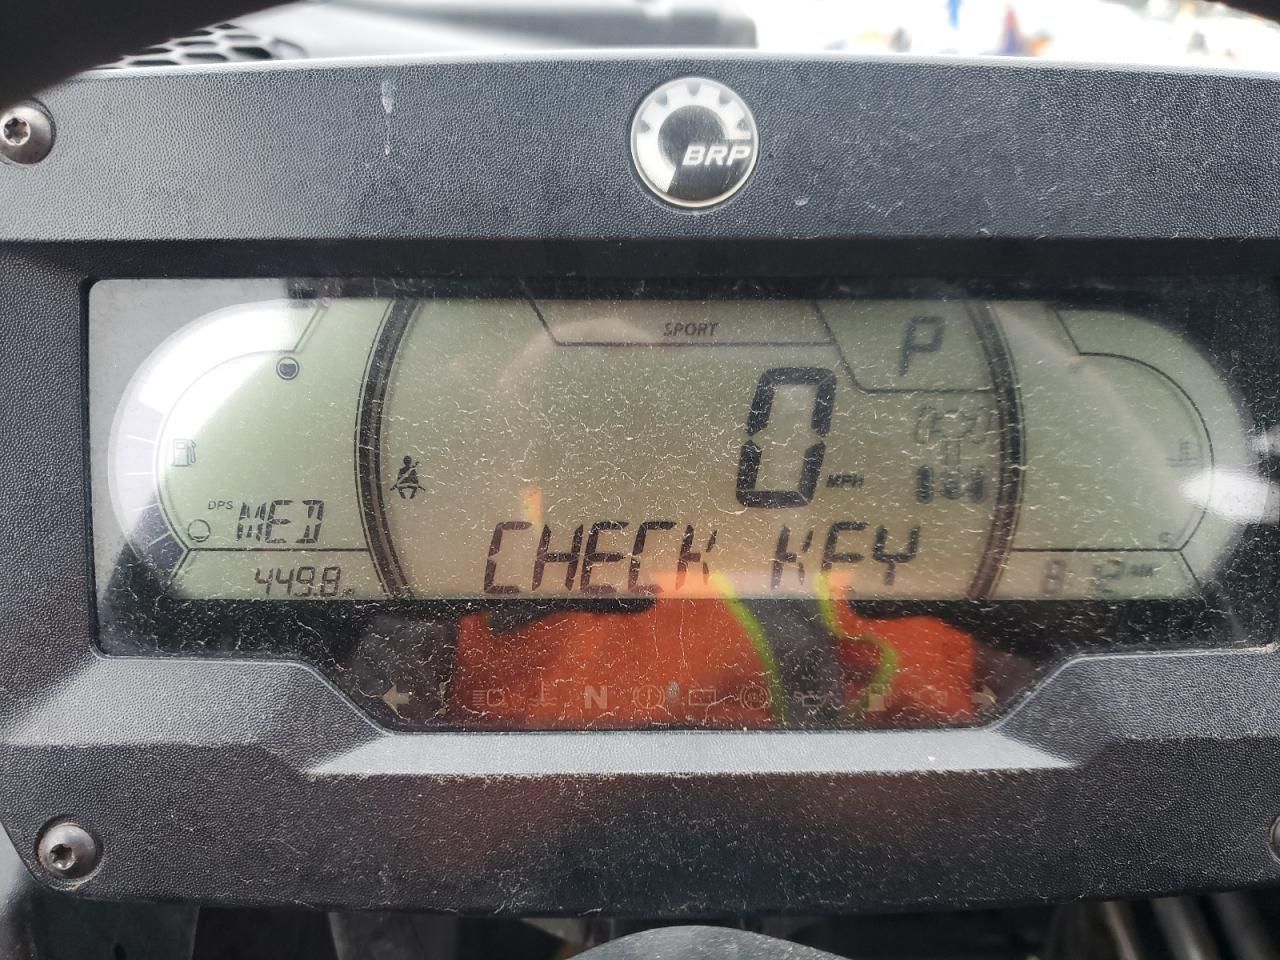 BRP
SPORT
P
0 MPH
DPS MED
CHECK KEY
449.8
N